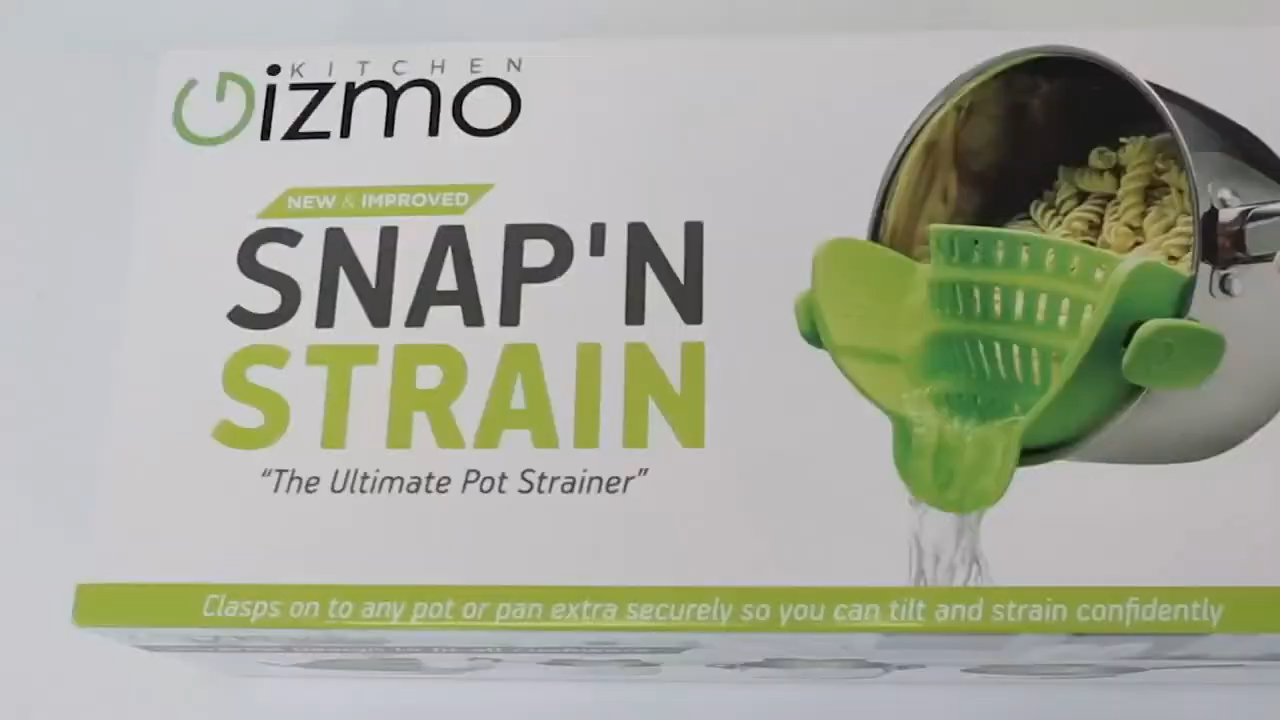 KITCHEN
Gizmo
NEW & IMPROVED
SNAP'N
STRAIN
“The Ultimate Pot Strainer”
Clasps on to any pot or pan extra securely so you can tilt and strain confidently